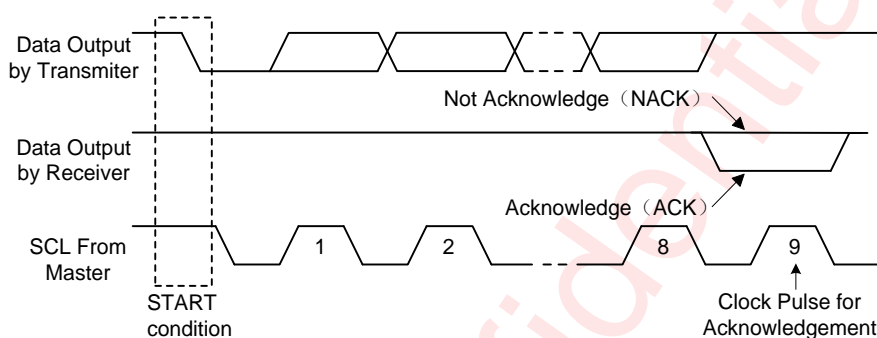 Data Output
by Transmiter
Not Acknowledge（NACK）
Data Output
by Receiver
Acknowledge（ACK）
SCL From
Master
1
2
8
9
START
condition
Clock Pulse for
Acknowledgement